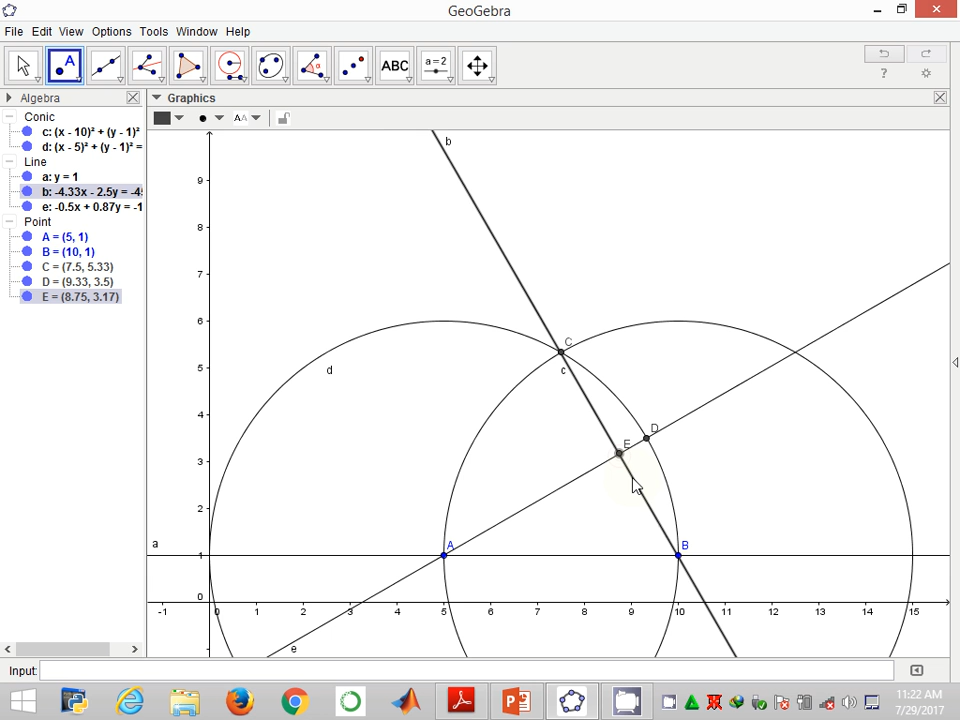 GeoGebra
File Edit View Options Tools Window Help
A
α
ABC
a = 2
?
Algebra
Graphics
AA
Conic
c: (x - 10)² + (y - 1)²
d: (x - 5)² + (y - 1)² =
Line
a: y = 1
b: -4.33x - 2.5y = -4
e: -0.5x + 0.87y = -1
Point
A = (5, 1)
B = (10, 1)
C = (7.5, 5.33)
D = (9.33, 3.5)
E = (8.75, 3.17)
b
9
8
7
6
C
5
d
c
4
D
E
3
2
a
A
B
1
0
-1 0 1 2 3 4 5 6 7 8 9 10 11 12 13 14 15
e
Input:
11:22 AM
7/29/2017